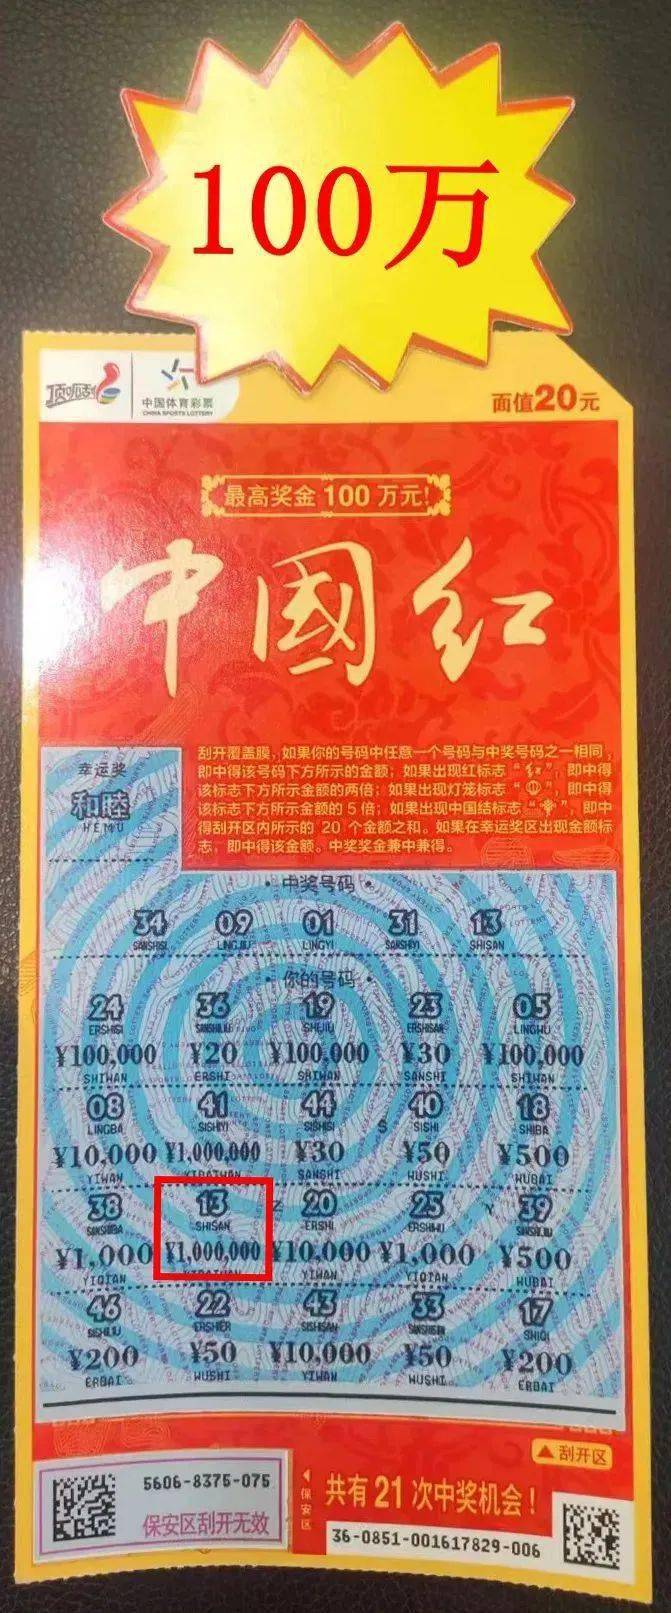 100万
顶呱刮
中国体育彩票
CHINA SPORTS LOTTERY
面值20元
最高奖金100万元!
中國红
刮开覆盖膜,如果你的号码中任意一个号码与中奖号码之一相同,
即中得该号码下方所示的金额;如果出现红标志“红”,即中得
该标志下方所示金额的两倍;如果出现灯笼标志“”,即中得
该标志下方所示金额的5倍;如果出现中国结标志“”,即中
得刮开区内所示的20个金额之和。如果在幸运奖区出现金额标
志,即中得该金额。中奖奖金兼中兼得。
幸运奖
和睦
HEMU
中奖号码
34 09 01 31 13
SANSHISI LINGJIU LINGYI SANSHIYI SHISAN
你的号码
24 36 19 23 05
ERSHISI SANSHILIU SHIJIU ERSHISAN LINGWU
¥100,000 ¥20 ¥100,000 ¥30 ¥100,000
SHIWAN ERSHI SHIWAN SANSHI SHIWAN
08 41 44 40 18
LINGBA SISHIYI SISHISI SISHI SHIBA
S
¥10,000 ¥1,000,000 ¥30 ¥50 ¥500
YIWAN YIBAIWAN SANSHI WUSHI WUBAI
38 13 20 25 39
SANSHIBA SHISAN ERSHI ERSHIWU SANSHIJIU
Z Y
¥1,000 ¥1,000,000 ¥10,000 ¥1,000 ¥500
YIQIAN YIBAIWAN YIWAN YIQIAN WUBAI
46 22 43 33 17
SISHILIU ERSHIER SISHISAN SANSHISAN SHIQI
¥200 ¥50 ¥10,000 ¥50 ¥200
ERBAI WUSHI YIWAN WUSHI ERBAI
刮开区
5606-8375-075
保安区刮开无效
保安区
共有21次中奖机会!
36-0851-001617829-006